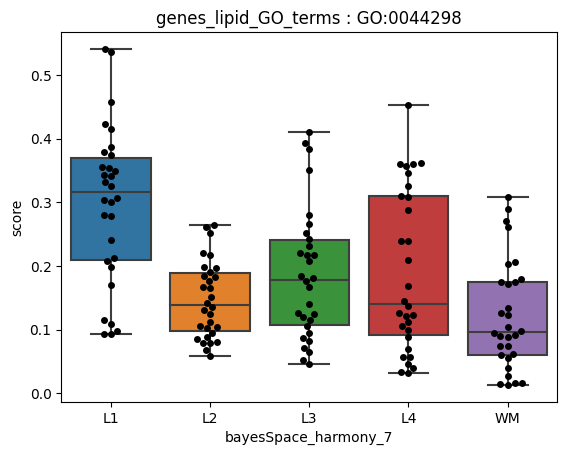 genes_lipid_GO_terms : GO:0044298
score
0.5
0.4
0.3
0.2
0.1
0.0
L1 L2 L3 L4 WM
bayesSpace_harmony_7